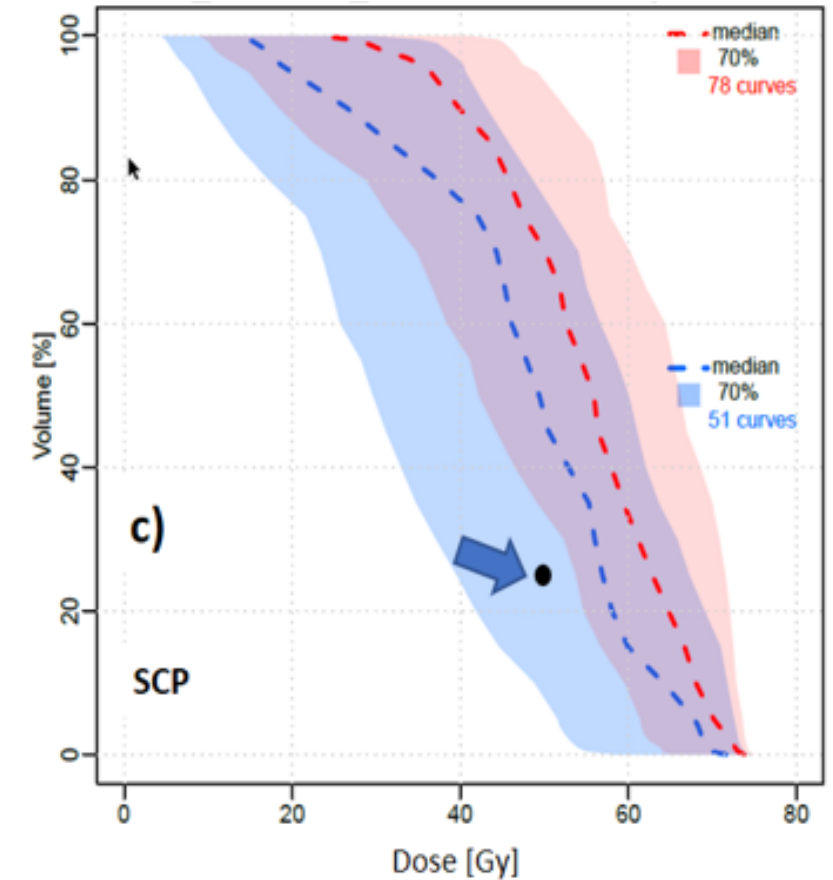 median
70%
78 curves
median
70%
51 curves
Volume [%]
100
80
60
40
20
0
c)
SCP
0 20 40 60 80
Dose [Gy]